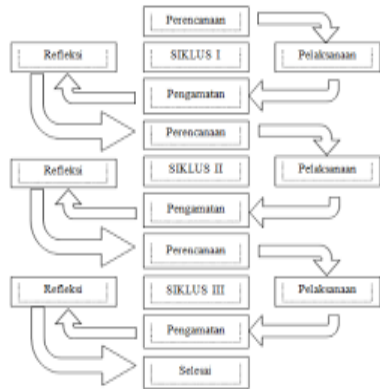 Perencanaan
Refleksi
SIKLUS I
Pelaksanaan
Pengamatan
Perencanaan
Refleksi
SIKLUS II
Pelaksanaan
Pengamatan
Perencanaan
Refleksi
SIKLUS III
Pelaksanaan
Pengamatan
Selesai